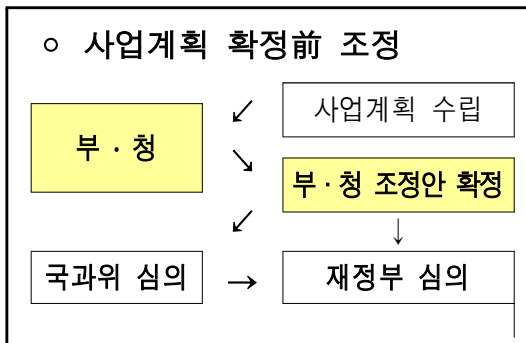 ○ 사업계획 확정前 조정
사업계획 수립
부·청
부·청 조정안 확정
국과위 심의
재정부 심의